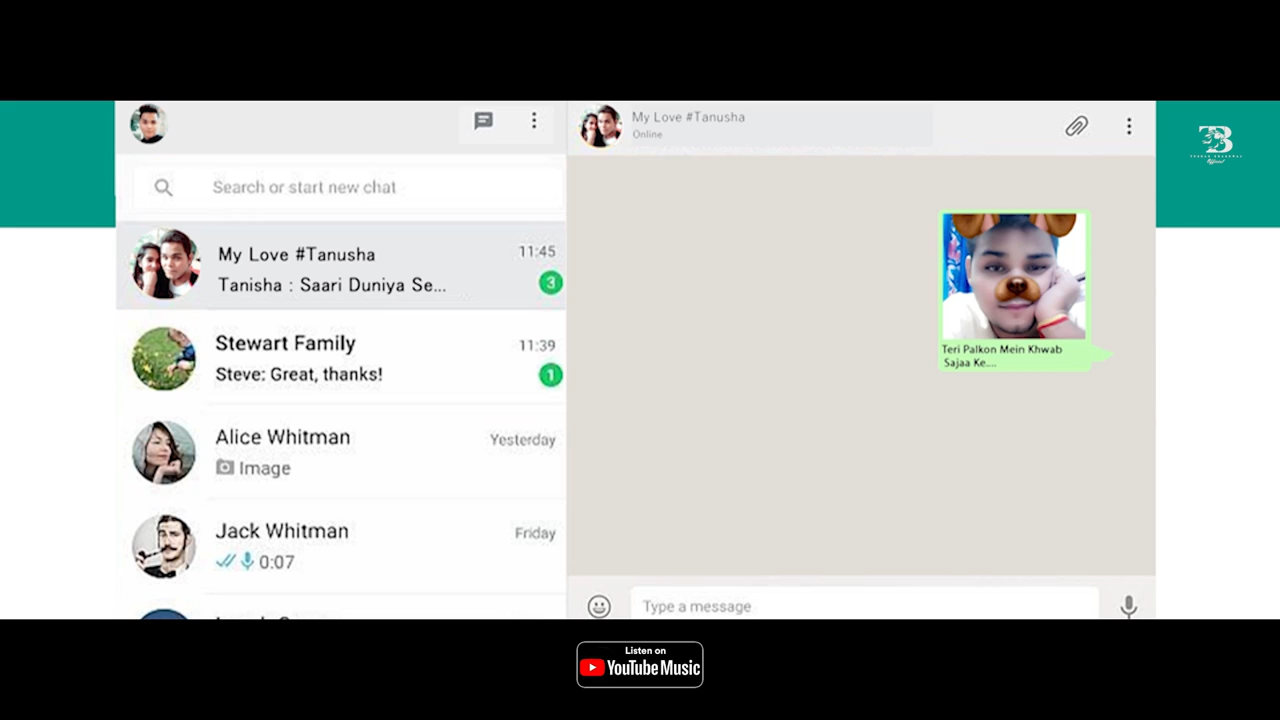 My Love #Tanusha
Online
Search or start new chat
My Love #Tanusha
11:45
Tanisha : Saari Duniya Se...
3
Stewart Family
11:39
Steve: Great, thanks!
1
Alice Whitman
Yesterday
Image
Jack Whitman
Friday
0:07
Teri Palkon Mein Khwab
Sajaa Ke....
Type a message
Listen on
YouTube Music